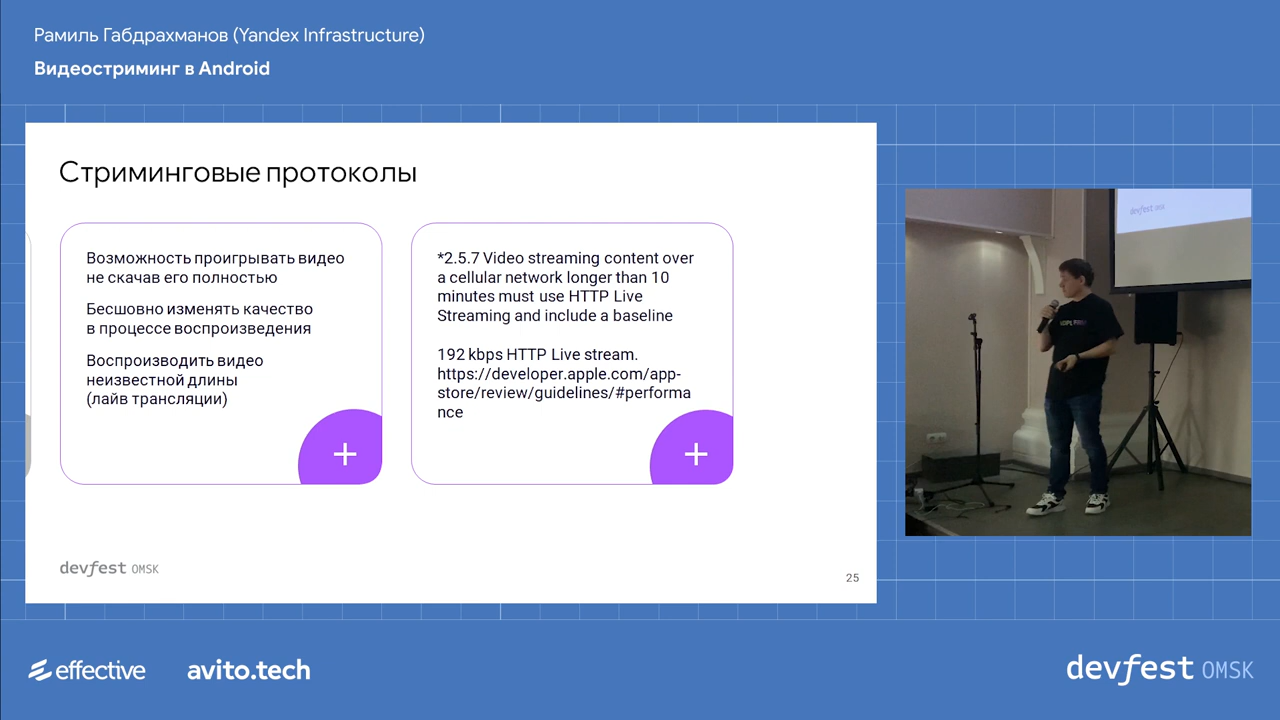 Рамиль Габдрахманов (Yandex Infrastructure)
Видеостриминг в Android
Стриминговые протоколы
Возможность проигрывать видео
не скачав его полностью
Бесшовно изменять качество
в процессе воспроизведения
Воспроизводить видео
неизвестной длины
(лайв трансляции)
*2.5.7 Video streaming content over
a cellular network longer than 10
minutes must use HTTP Live
Streaming and include a baseline
192 kbps HTTP Live stream.
https://developer.apple.com/app-
store/review/guidelines/#performa
nce
devfest OMSK
25
devfest OMSK
effective
avito.tech
devfest OMSK